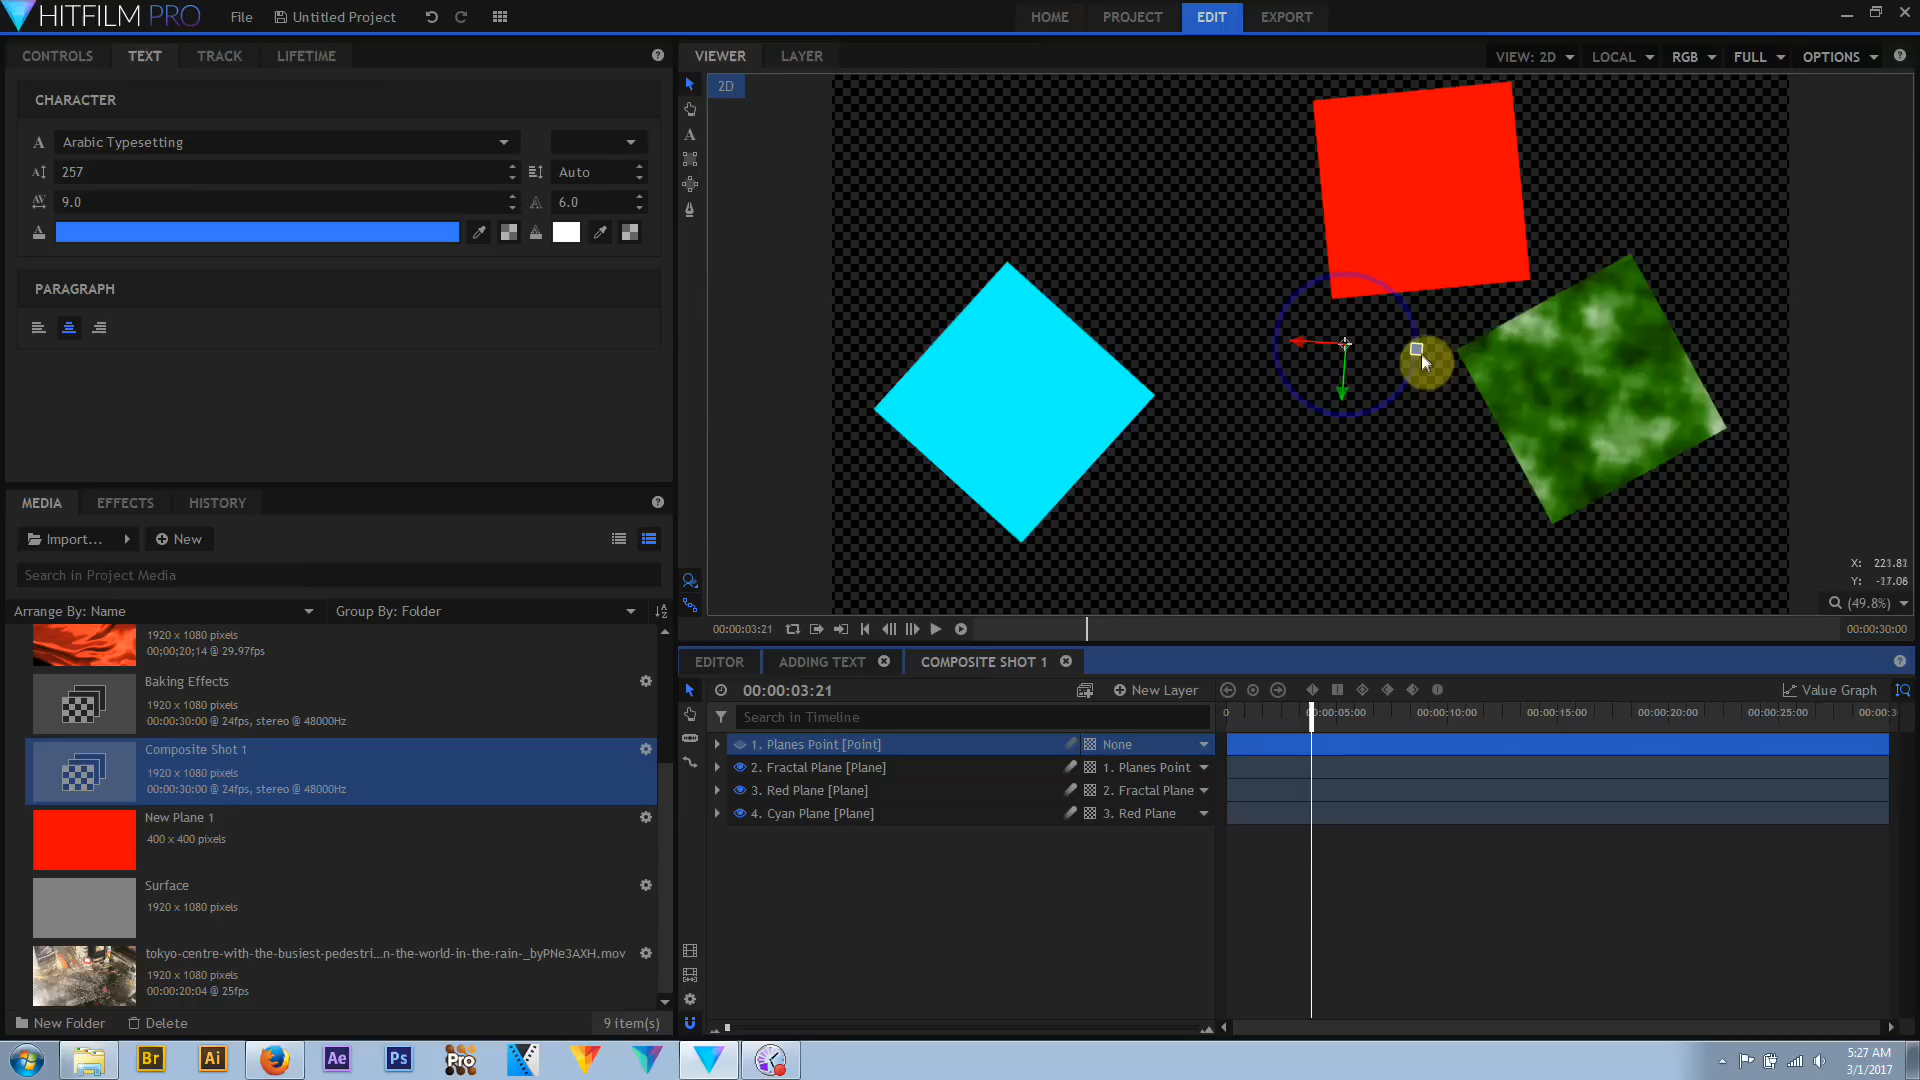 HITFILM PRO
File
Untitled Project
HOME
PROJECT
EDIT
EXPORT
CONTROLS
TEXT
TRACK
LIFETIME
CHARACTER
Arabic Typesetting
257
Auto
9.0
6.0
PARAGRAPH
VIEWER
LAYER
VIEW: 2D
LOCAL
RGB
FULL
OPTIONS
2D
X: 221.81
Y: -17.06
(49.8%)
00:00:03:21
00:00:30:00
MEDIA
EFFECTS
HISTORY
Import...
New
Search in Project Media
Arrange By: Name
Group By: Folder
1920 x 1080 pixels
00;00;20;14 @ 29.97fps
Baking Effects
1920 x 1080 pixels
00:00:30:00 @ 24fps, stereo @ 48000Hz
Composite Shot 1
1920 x 1080 pixels
00:00:30:00 @ 24fps, stereo @ 48000Hz
New Plane 1
400 x 400 pixels
Surface
1920 x 1080 pixels
tokyo-centre-with-the-busiest-pedestri...n-the-world-in-the-rain-_byPNe3AXH.mov
1920 x 1080 pixels
00:00:20:04 @ 25fps
New Folder
Delete
9 item(s)
EDITOR
ADDING TEXT
COMPOSITE SHOT 1
00:00:03:21
New Layer
Value Graph
Search in Timeline
0
00:00:05:00
00:00:10:00
00:00:15:00
00:00:20:00
00:00:25:00
00:00:3
1. Planes Point [Point]
None
2. Fractal Plane [Plane]
1. Planes Point
3. Red Plane [Plane]
2. Fractal Plane
4. Cyan Plane [Plane]
3. Red Plane
Br
Ai
Ae
Ps
Pro
5:27 AM
3/1/2017